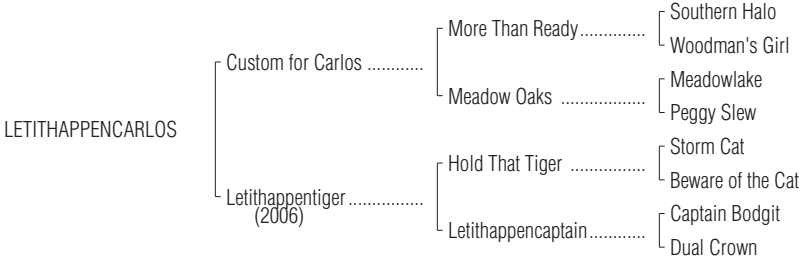 Southern Halo
More Than Ready..............
Woodman's Girl
Custom for Carlos ............
Meadowlake
Meadow Oaks ..................
Peggy Slew
LETITHAPPENCARLOS
Storm Cat
Hold That Tiger ................
Beware of the Cat
Letithappentiger................
(2006)
Captain Bodgit
Letithappencaptain............
Dual Crown